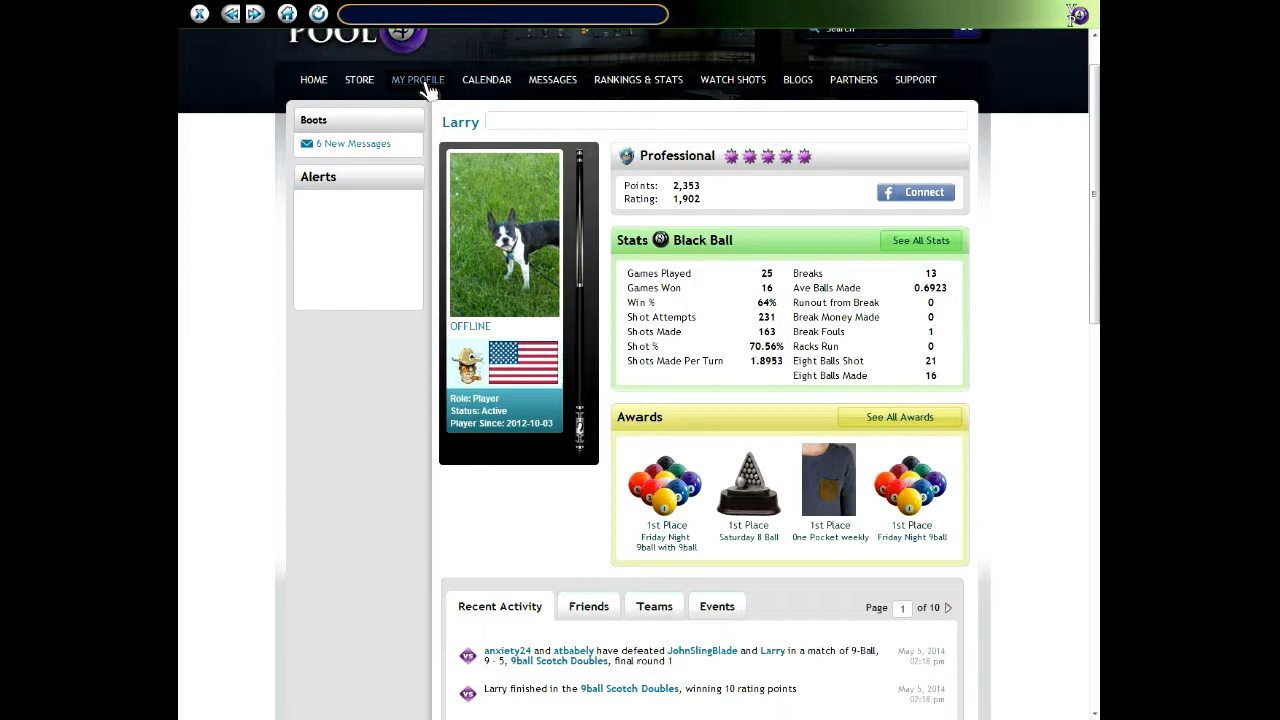 POOL 4
Search
HOME STORE MY PROFILE CALENDAR MESSAGES RANKINGS & STATS WATCH SHOTS BLOGS PARTNERS SUPPORT
Boots
6 New Messages
Alerts
Larry
OFFLINE
Role: Player
Status: Active
Player Since: 2012-10-03
Professional
Points: 2,353
Rating: 1,902
f Connect
Stats 8 Black Ball See All Stats
Games Played 25 Breaks 13
Games Won 16 Ave Balls Made 0.6923
Win % 64% Runout from Break 0
Shot Attempts 231 Break Money Made 0
Shots Made 163 Break Fouls 1
Shot % 70.56% Racks Run 0
Shots Made Per Turn 1.8953 Eight Balls Shot 21
Eight Balls Made 16
Awards See All Awards
1st Place
Friday Night
9ball with 9ball
1st Place
Saturday 8 Ball
1st Place
One Pocket weekly
1st Place
Friday Night 9ball
Recent Activity Friends Teams Events Page 1 of 10
VS anxiety24 and atbabely have defeated JohnSlingBlade and Larry in a match of 9-Ball, May 5, 2014
9 - 5, 9ball Scotch Doubles, final round 1 02:18 pm
VS Larry finished in the 9ball Scotch Doubles, winning 10 rating points May 5, 2014
02:18 pm